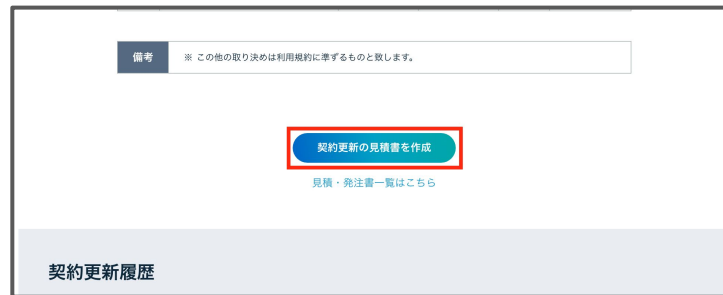 備考
※ この他の取り決めは利用規約に準ずるものと致します。
契約更新の見積書を作成
見積・発注書一覧はこちら
契約更新履歴